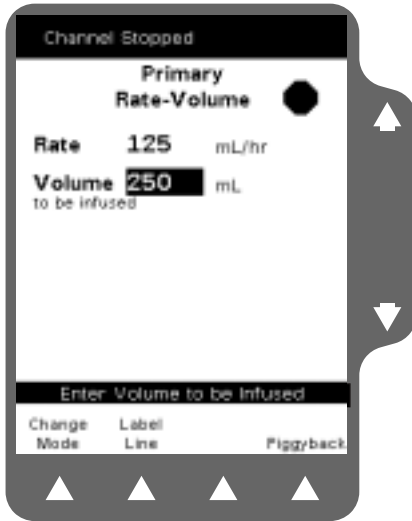 Channel Stopped
Primary
Rate-Volume
Rate 125 mL/hr
Volume 250 mL
to be infused
Enter Volume to be Infused
Change Label
Mode Line Piggyback